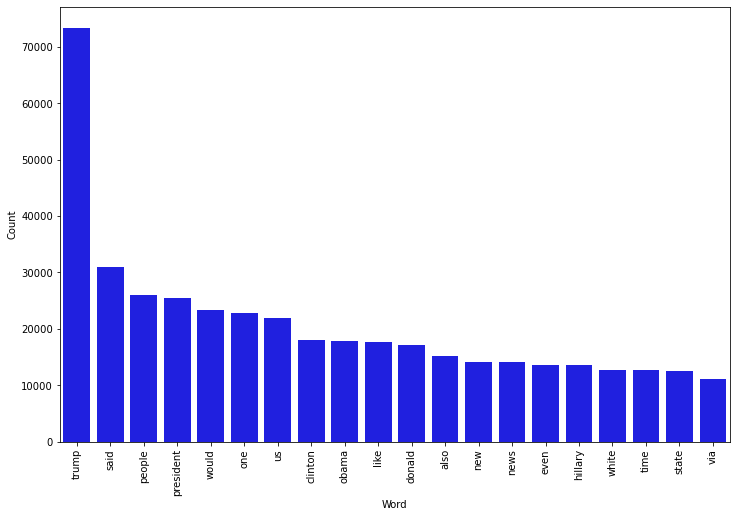 70000
60000
50000
40000
30000
20000
10000
0
Count
trump
said
people
president
would
one
us
clinton
obama
like
donald
also
new
news
even
hillary
white
time
state
via
Word